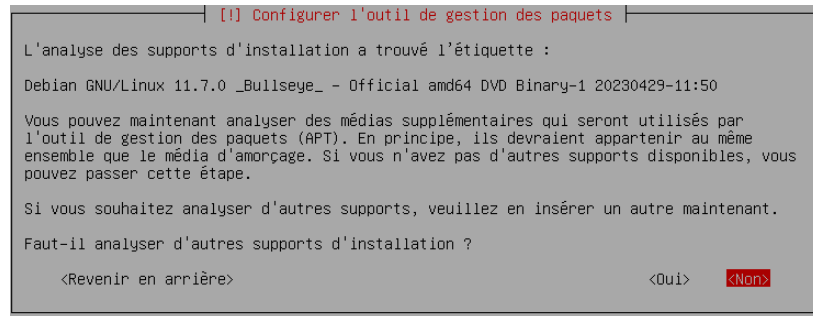 [!] Configurer l'outil de gestion des paquets
L'analyse des supports d'installation a trouvé l’étiquette :
Debian GNU/Linux 11.7.0 _Bullseye_ - Official amd64 DVD Binary-1 20230429-11:50
Vous pouvez maintenant analyser des médias supplémentaires qui seront utilisés par
l'outil de gestion des paquets (APT). En principe, ils devraient appartenir au même
ensemble que le média d'amorçage. Si vous n'avez pas d'autres supports disponibles, vous
pouvez passer cette étape.
Si vous souhaitez analyser d'autres supports, veuillez en insérer un autre maintenant.
Faut-il analyser d'autres supports d'installation ?
<Revenir en arrière> <Oui> <Non>